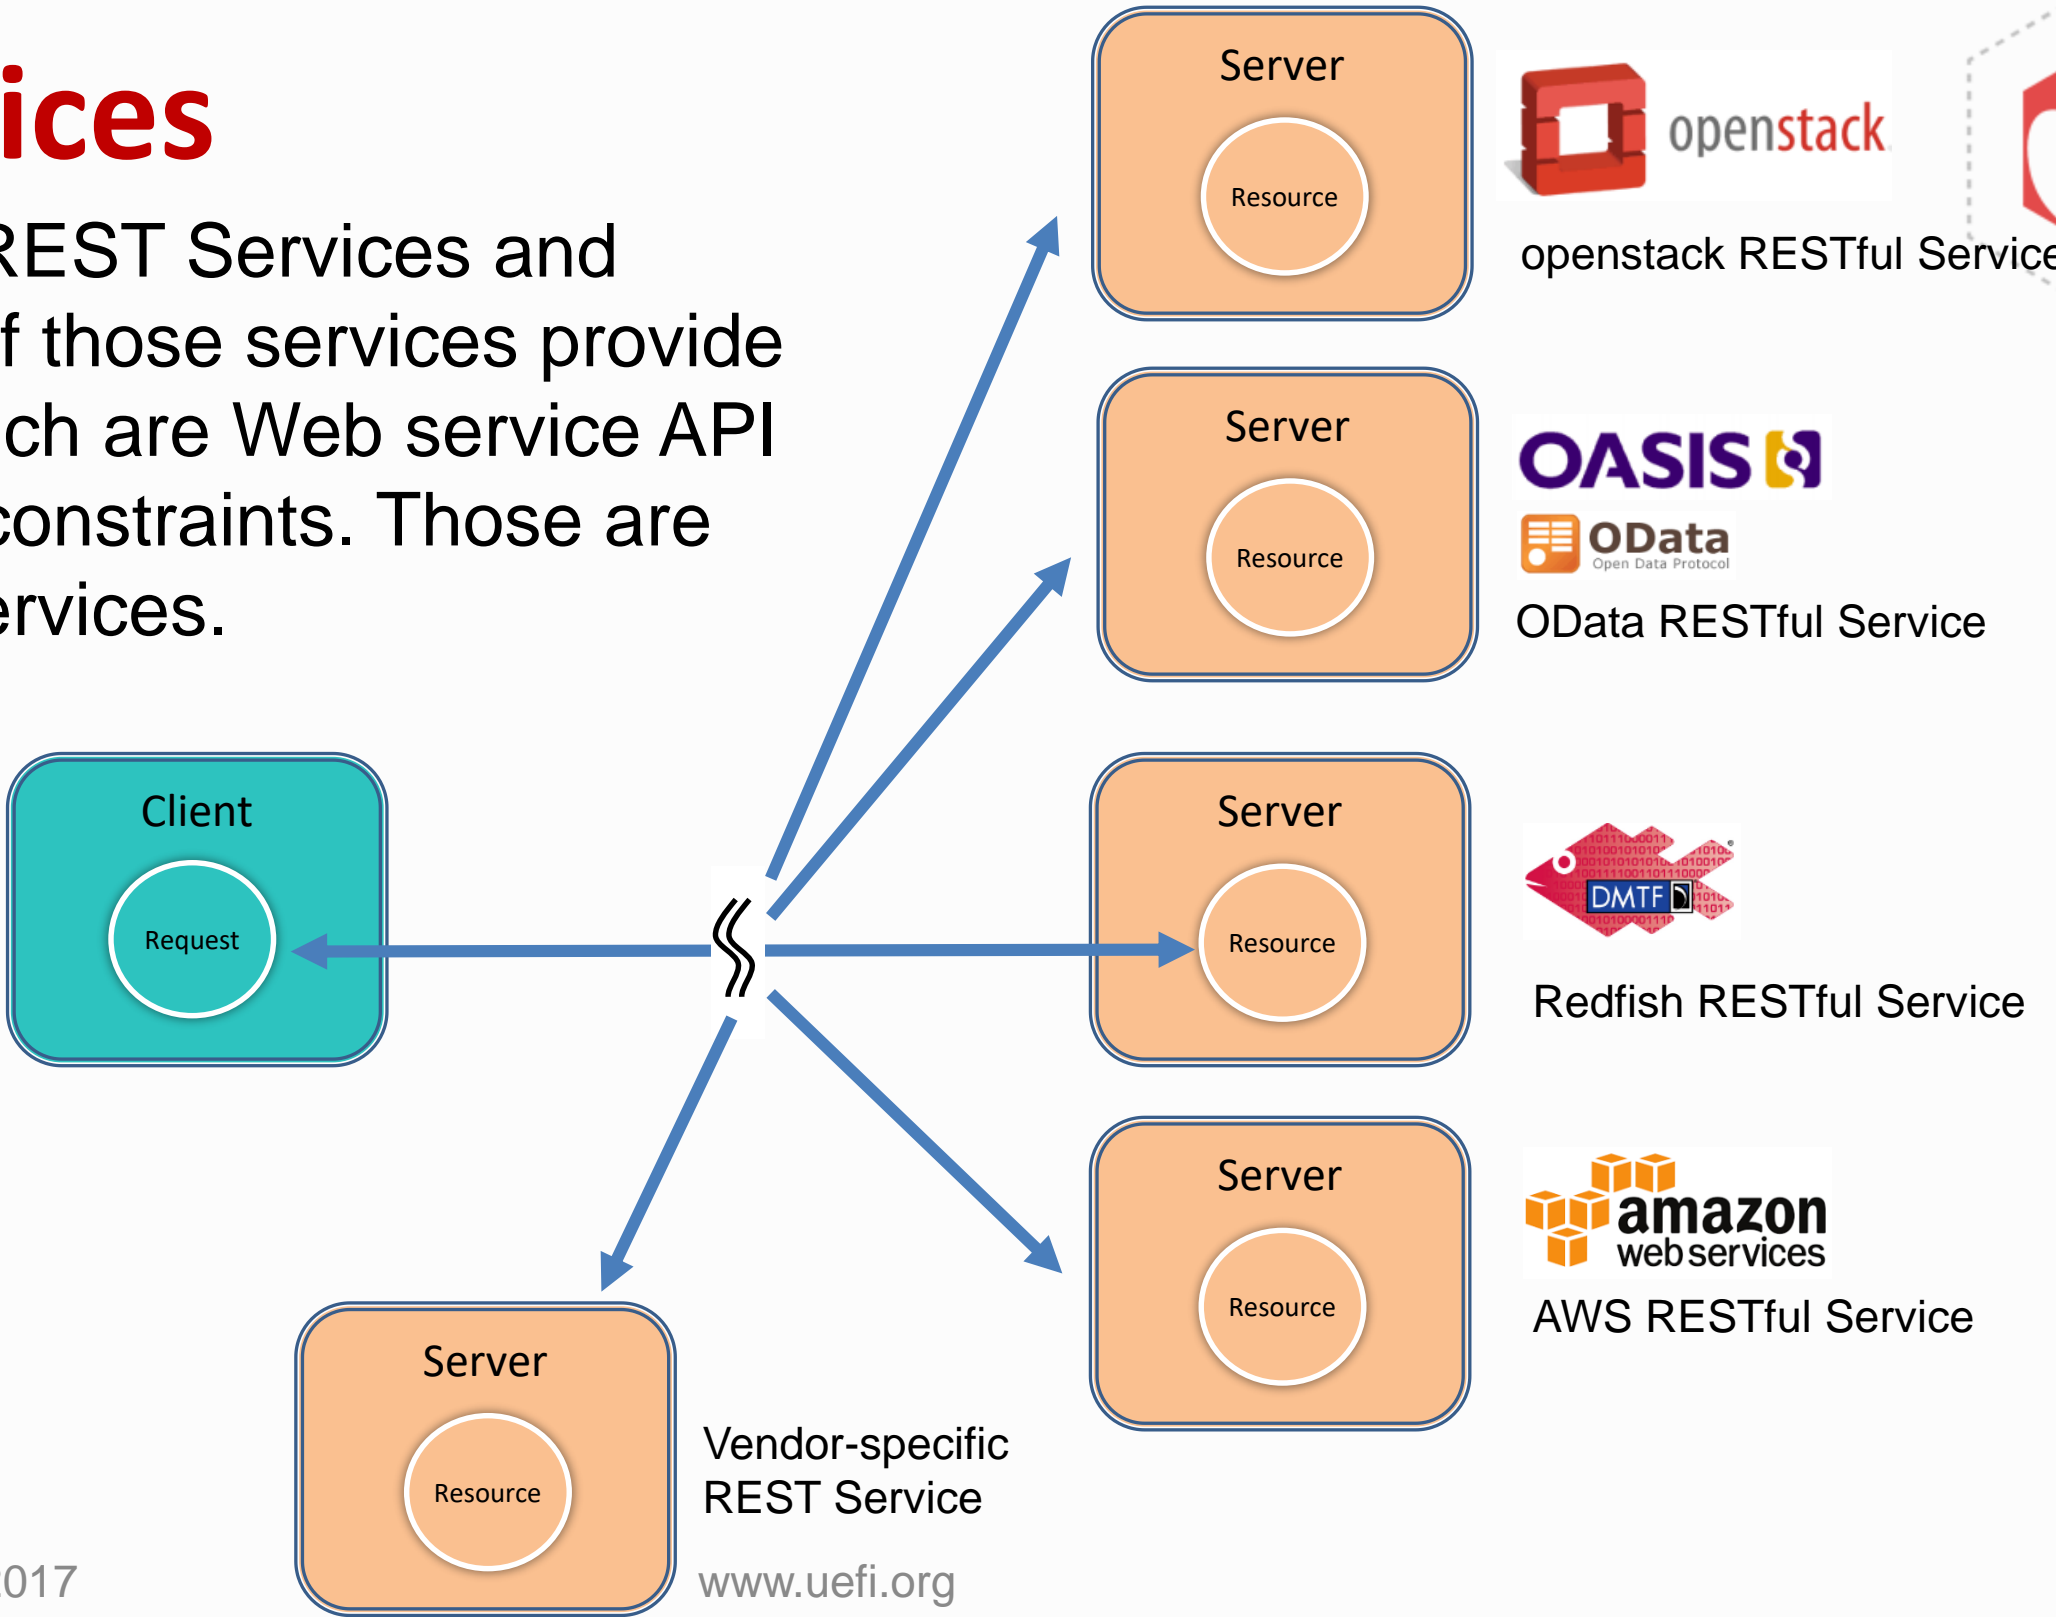 ices
REST Services and
f those services provide
ch are Web service API
constraints. Those are
ervices.
Server
Resource
openstack
openstack RESTful Service
Server
Resource
OASIS
OData
Open Data Protocol
OData RESTful Service
Client
Request
Server
Resource
DMTF
Redfish RESTful Service
Server
Resource
amazon
webservices
AWS RESTful Service
Server
Resource
Vendor-specific
REST Service
017
www.uefi.org